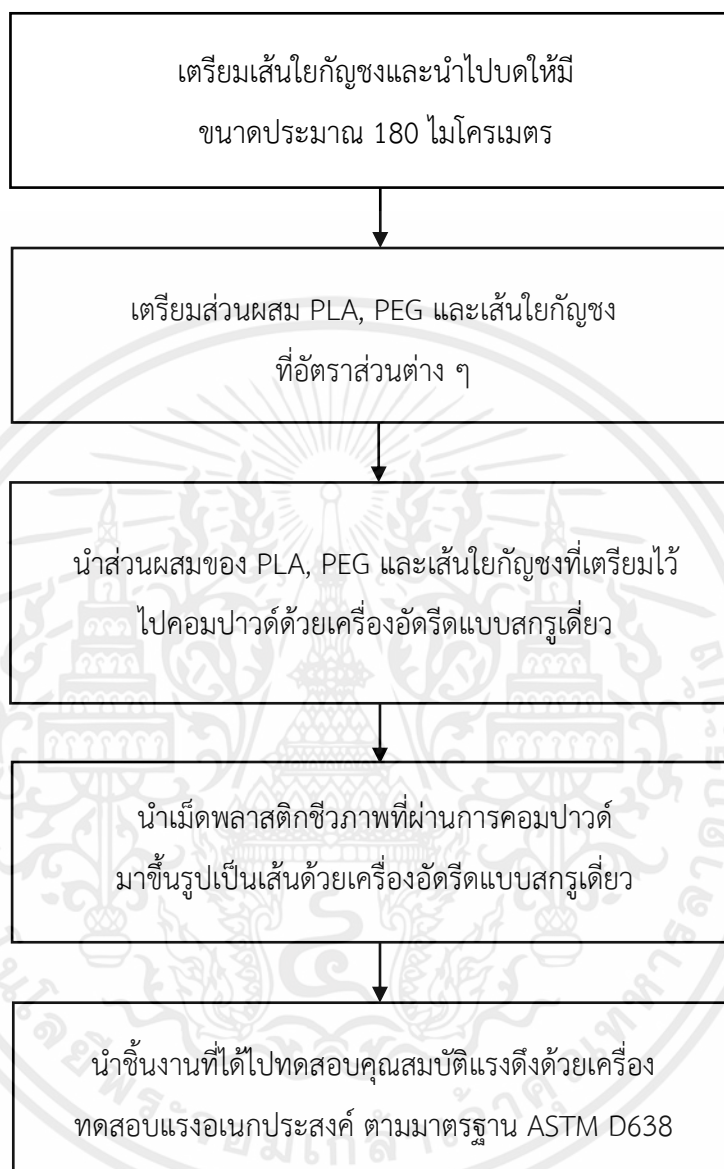 เตรียมเส้นใยกัญชงและนำไปบดให้มี
ขนาดประมาณ 180 ไมโครเมตร
เตรียมส่วนผสม PLA, PEG และเส้นใยกัญชง
ที่อัตราส่วนต่าง ๆ
นำส่วนผสมของ PLA, PEG และเส้นใยกัญชงที่เตรียมไว้
ไปคอมปาวด์ด้วยเครื่องอัดรีดแบบสกรูเดี่ยว
นำเม็ดพลาสติกชีวภาพที่ผ่านการคอมปาวด์
มาขึ้นรูปเป็นเส้นด้วยเครื่องอัดรีดแบบสกรูเดี่ยว
นำชิ้นงานที่ได้ไปทดสอบคุณสมบัติแรงดึงด้วยเครื่อง
ทดสอบแรงอเนกประสงค์ ตามมาตรฐาน ASTM D638